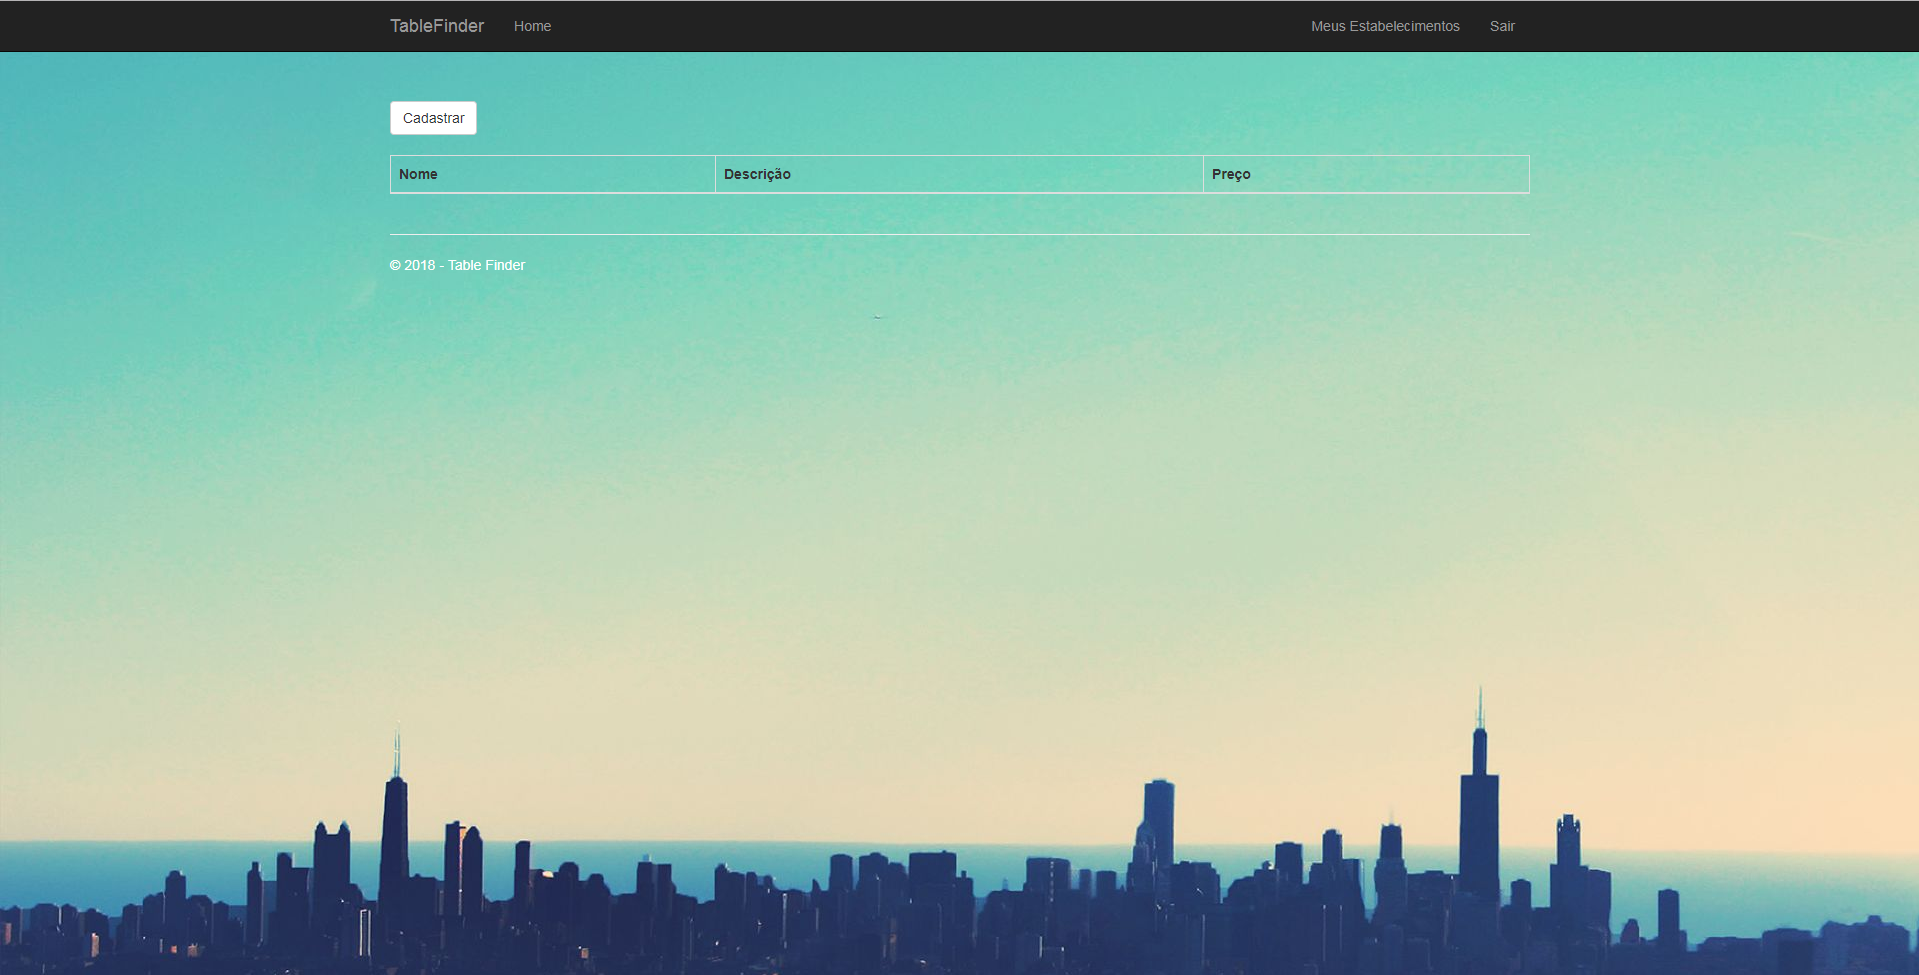 TableFinder Home Meus Estabelecimentos Sair
Cadastrar
Nome Descrição Preço
© 2018 - Table Finder